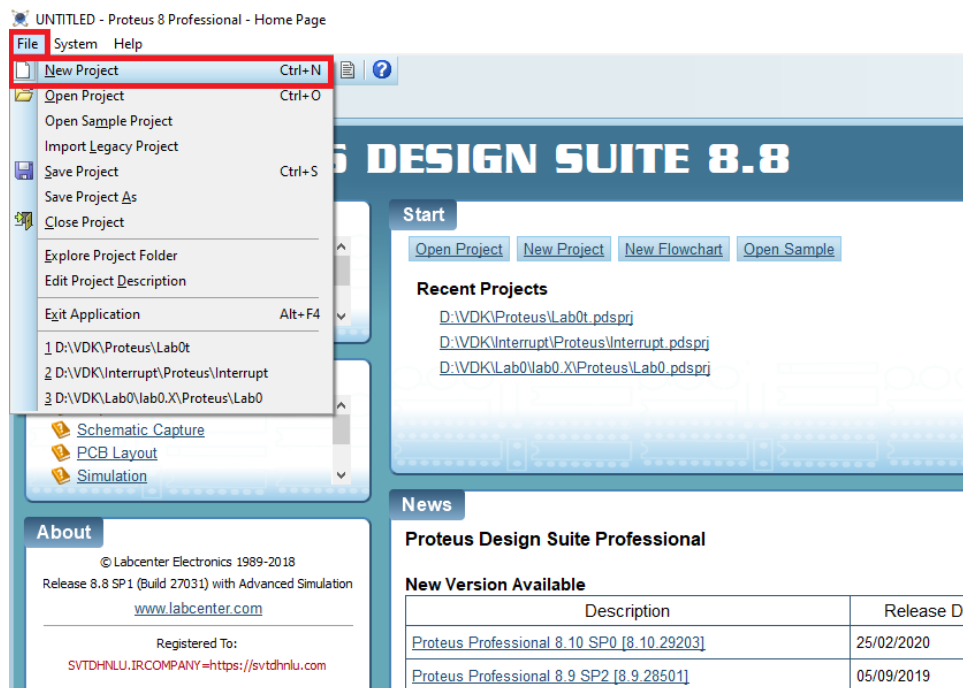 UNTITLED - Proteus 8 Professional - Home Page
File System Help
New Project Ctrl+N
Open Project Ctrl+O
Open Sample Project
Import Legacy Project
Save Project Ctrl+S
Save Project As
Close Project
Explore Project Folder
Edit Project Description
Exit Application Alt+F4
1 D:\VDK\Proteus\Lab0t
2 D:\VDK\Interrupt\Proteus\Interrupt
3 D:\VDK\Lab0\lab0.X\Proteus\Lab0
S DESIGN SUITE 8.8
Schematic Capture
PCB Layout
Simulation
About
© Labcenter Electronics 1989-2018
Release 8.8 SP1 (Build 27031) with Advanced Simulation
www.labcenter.com
Registered To:
SVTDHNLU.IRCOMPANY=https://svtdhnlu.com
Start
Open Project New Project New Flowchart Open Sample
Recent Projects
D:\VDK\Proteus\Lab0t.pdsprj
D:\VDK\Interrupt\Proteus\Interrupt.pdsprj
D:\VDK\Lab0\lab0.X\Proteus\Lab0.pdsprj
News
Proteus Design Suite Professional
New Version Available
Description Release D
Proteus Professional 8.10 SP0 [8.10.29203] 25/02/2020
Proteus Professional 8.9 SP2 [8.9.28501] 05/09/2019